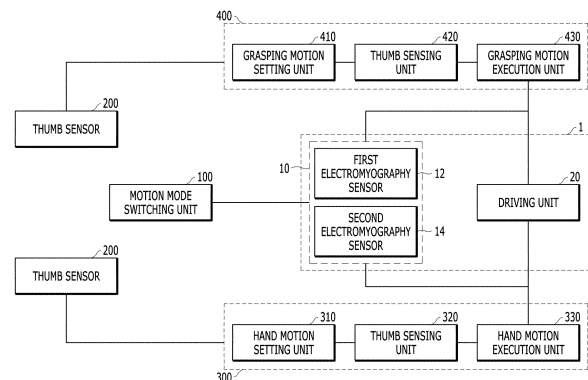 400
410
420
430
GRASPING MOTION
SETTING UNIT
THUMB SENSING
UNIT
GRASPING MOTION
EXECUTION UNIT
200
THUMB SENSOR
1
10
FIRST
ELECTROMYOGRAPHY
SENSOR
12
100
MOTION MODE
SWITCHING UNIT
20
DRIVING UNIT
SECOND
ELECTROMYOGRAPHY
SENSOR
14
200
THUMB SENSOR
310
320
330
HAND MOTION
SETTING UNIT
THUMB SENSING
UNIT
HAND MOTION
EXECUTION UNIT
300